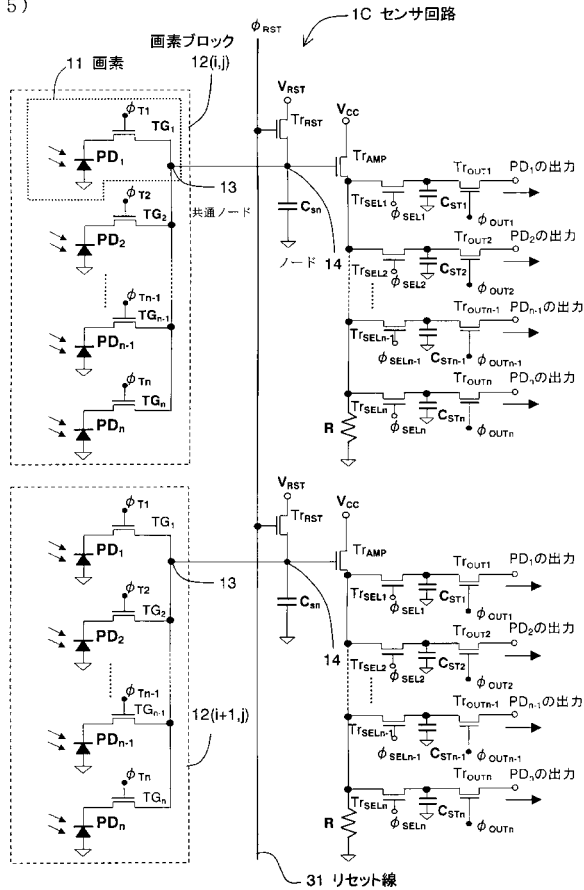 5)
φRST
1C センサ回路
11 画素
画素ブロック
12(i,j)
VRST
VCC
TrRST
φT1
TG1
PD1
TrAMP
13
共通ノード
Csn
ノード 14
TrSEL1
φSEL1
CST1
TrOUT1
PD1の出力
φOUT1
φT2
TG2
PD2
TrSEL2
φSEL2
CST2
TrOUT2
PD2の出力
φOUT2
φTn-1
TGn-1
PDn-1
TrSELn-1
φSELn-1
CSTn-1
TrOUTn-1
PDn-1の出力
φOUTn-1
φTn
TGn
PDn
R
TrSELn
φSELn
CSTn
TrOUTn
PDnの出力
φOUTn
VRST
VCC
TrRST
φT1
TG1
PD1
TrAMP
13
Csn
14
TrSEL1
φSEL1
CST1
TrOUT1
PD1の出力
φOUT1
φT2
TG2
PD2
TrSEL2
φSEL2
CST2
TrOUT2
PD2の出力
φOUT2
φTn-1
TGn-1
PDn-1
12(i+1,j)
TrSELn-1
φSELn-1
CSTn-1
TrOUTn-1
PDn-1の出力
φOUTn-1
φTn
TGn
PDn
R
TrSELn
φSELn
CSTn
TrOUTn
PDnの出力
φOUTn
31 リセット線